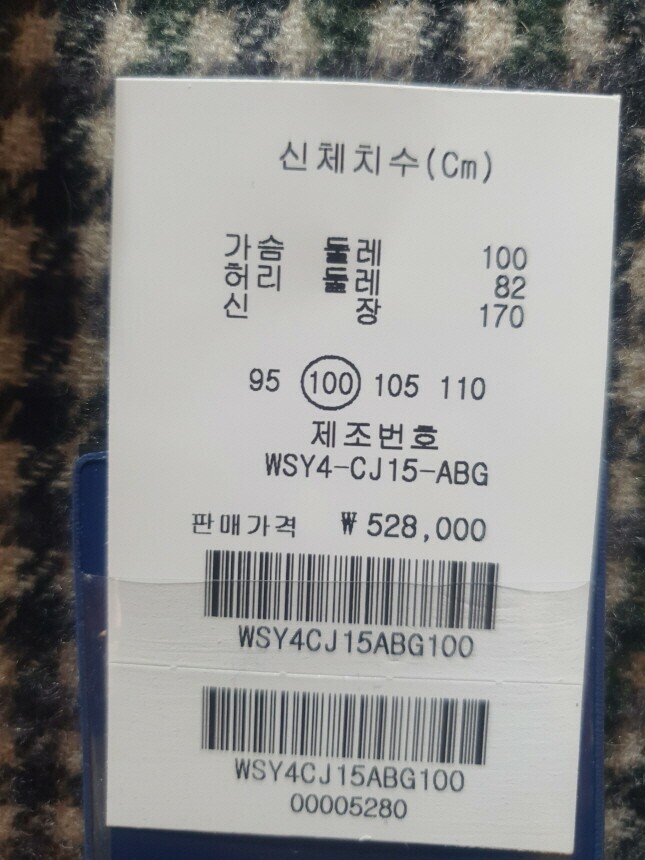 신체치수(Cm)
가슴 둘레 100
허리 둘레 82
신 장 170
95 100 105 110
제조번호
WSY4-CJ15-ABG
판매가격 ₩528,000
WSY4CJ15ABG100
WSY4CJ15ABG100
00005280